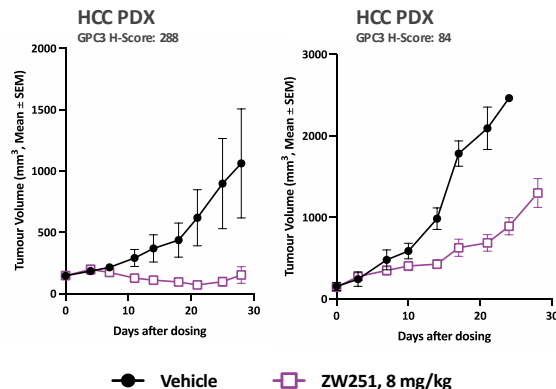 HCC PDX
GPC3 H-Score: 288
Tumour Volume (mm³, Mean ± SEM)
2000
1500
1000
500
0
0 10 20 30
Days after dosing
HCC PDX
GPC3 H-Score: 84
Tumour Volume (mm³, Mean ± SEM)
3000
2000
1000
0
0 10 20 30
Days after dosing
Vehicle ZW251, 8 mg/kg